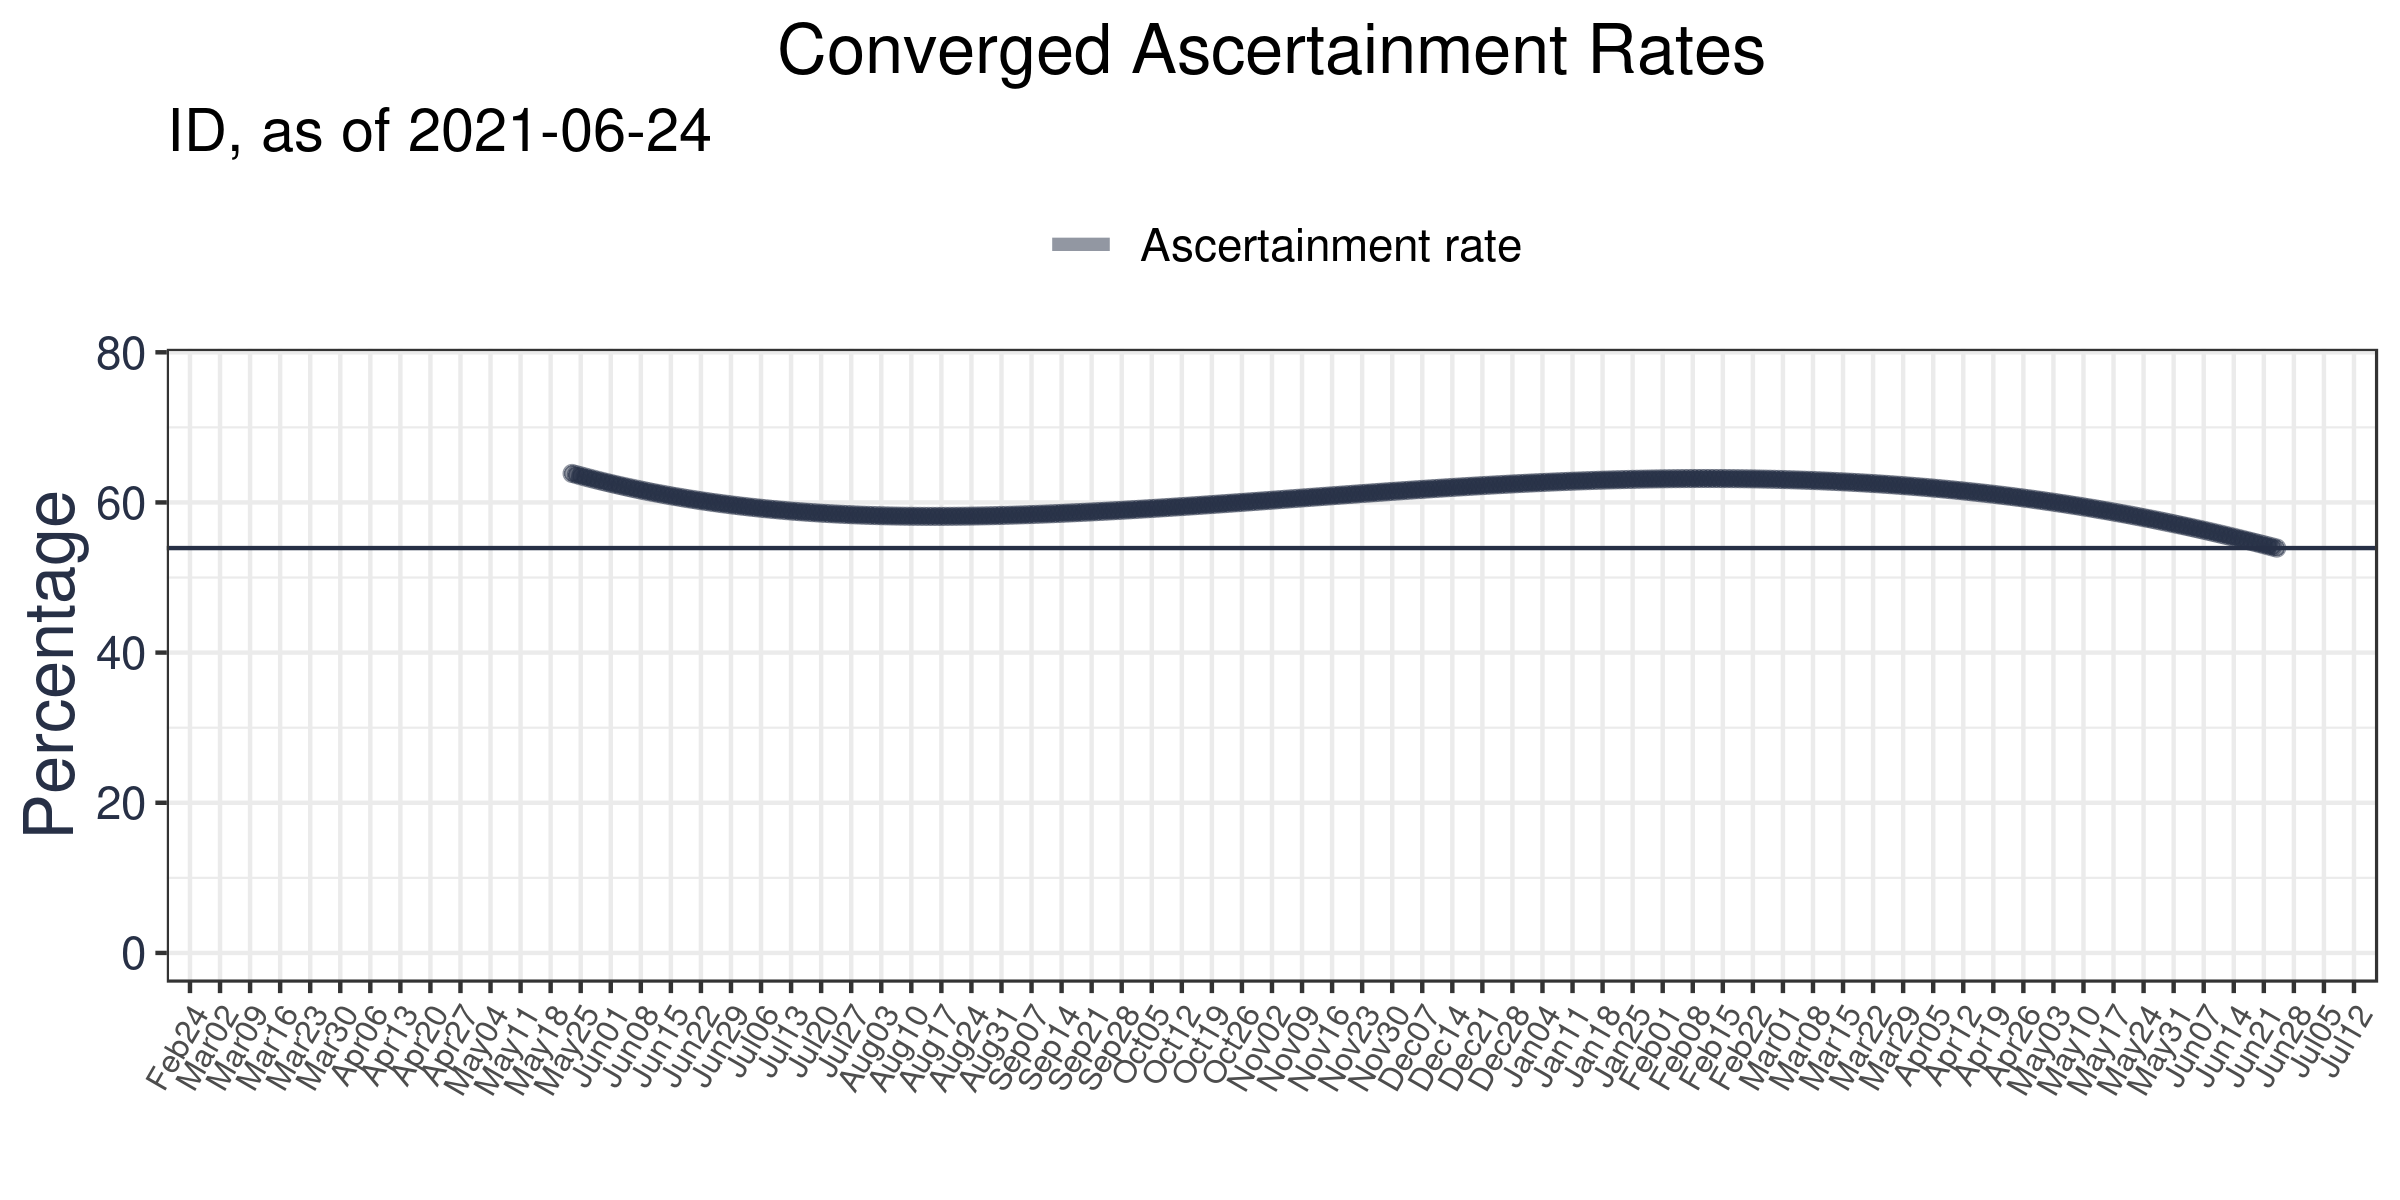 Converged Ascertainment Rates
ID, as of 2021-06-24
Ascertainment rate
Percentage
80
60
40
20
0
Feb24 Mar02 Mar09 Mar16 Mar23 Mar30 Apr06 Apr13 Apr20 Apr27 May04 May11 May18 May25 Jun01 Jun08 Jun15 Jun22 Jun29 Jul06 Jul13 Jul20 Jul27 Aug03 Aug10 Aug17 Aug24 Aug31 Sep07 Sep14 Sep21 Sep28 Oct05 Oct12 Oct19 Oct26 Nov02 Nov09 Nov16 Nov23 Nov30 Dec07 Dec14 Dec21 Dec28 Jan04 Jan11 Jan18 Jan25 Feb01 Feb08 Feb15 Feb22 Mar01 Mar08 Mar15 Mar22 Mar29 Apr05 Apr12 Apr19 Apr26 May03 May10 May17 May24 May31 Jun07 Jun14 Jun21 Jun28 Jul05 Jul12